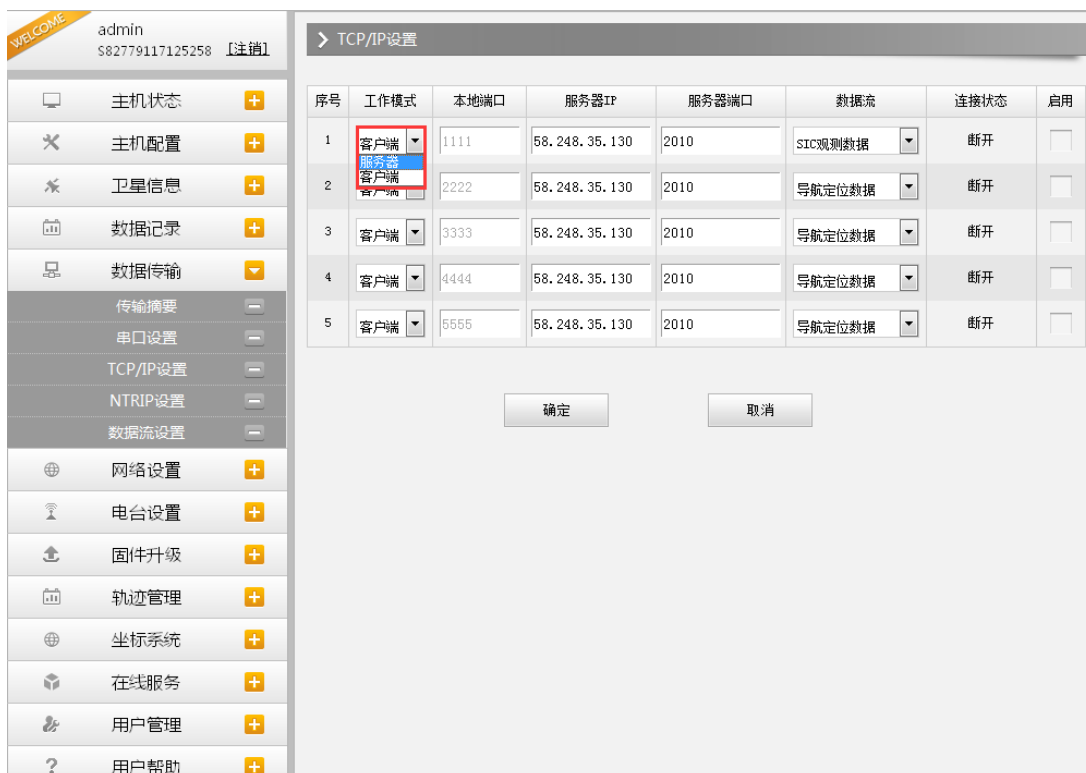 WELCOME
admin
S82779117125258 [注销]
主机状态
主机配置
卫星信息
数据记录
数据传输
传输摘要
串口设置
TCP/IP设置
NTRIP设置
数据流设置
网络设置
电台设置
固件升级
轨迹管理
坐标系统
在线服务
用户管理
用户帮助
TCP/IP设置
序号 工作模式 本地端口 服务器IP 服务器端口 数据流 连接状态 启用
1 客户端 1111 58.248.35.130 2010 SIC观测数据 断开
服务器
客户端
2 客户端 2222 58.248.35.130 2010 导航定位数据 断开
3 客户端 3333 58.248.35.130 2010 导航定位数据 断开
4 客户端 4444 58.248.35.130 2010 导航定位数据 断开
5 客户端 5555 58.248.35.130 2010 导航定位数据 断开
确定 取消